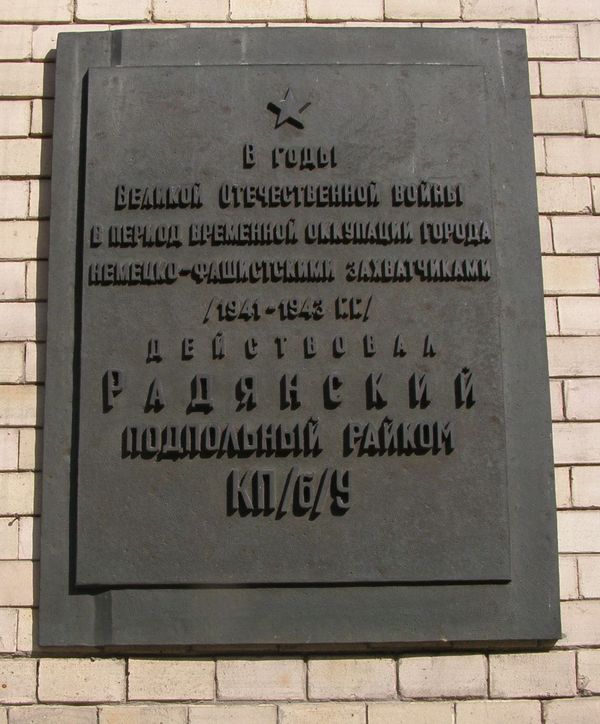 В ГОДЫ
ВЕЛИКОЙ ОТЕЧЕСТВЕННОЙ ВОЙНЫ
В ПЕРИОД ВРЕМЕННОЙ ОККУПАЦИИ ГОРОДА
НЕМЕЦКО-ФАШИСТСКИМИ ЗАХВАТЧИКАМИ
/1941-1943 ГГ/
ДЕЙСТВОВАЛ
РАДЯНСКИЙ
ПОДПОЛЬНЫЙ РАЙКОМ
КП/б/У